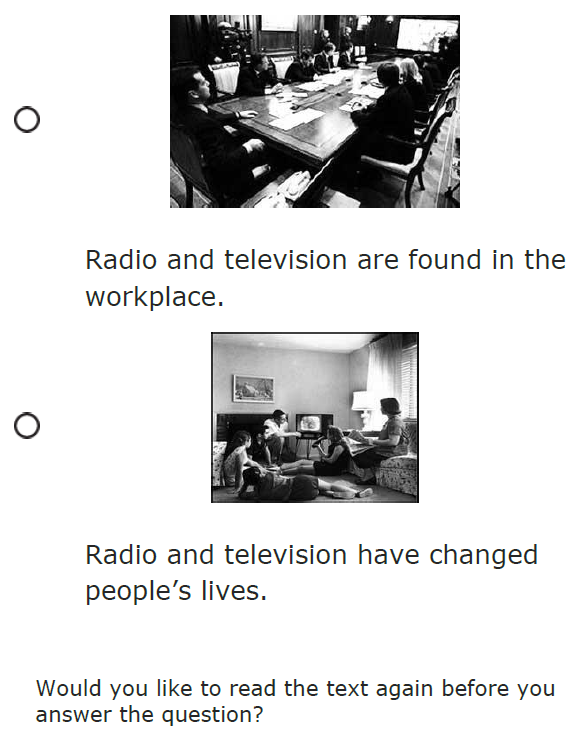 Radio and television are found in the
workplace.
Radio and television have changed
people’s lives.
Would you like to read the text again before you
answer the question?